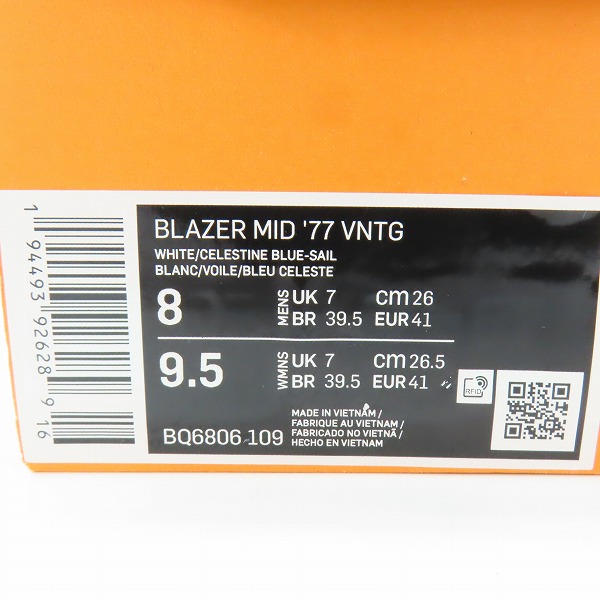 BLAZER MID '77 VNTG
WHITE/CELESTINE BLUE-SAIL
BLANC/VOILE/BLEU CELESTE
8 MENS UK 7 cm 26
BR 39.5 EUR 41
9.5 WMNS UK 7 cm 26.5
BR 39.5 EUR 41
RFID
BQ6806 109
MADE IN VIETNAM/
FABRIQUE AU VIETNAM/
FABRICADO NO VIETNÃ/
HECHO EN VIETNAM
1 94493 92628 9 16